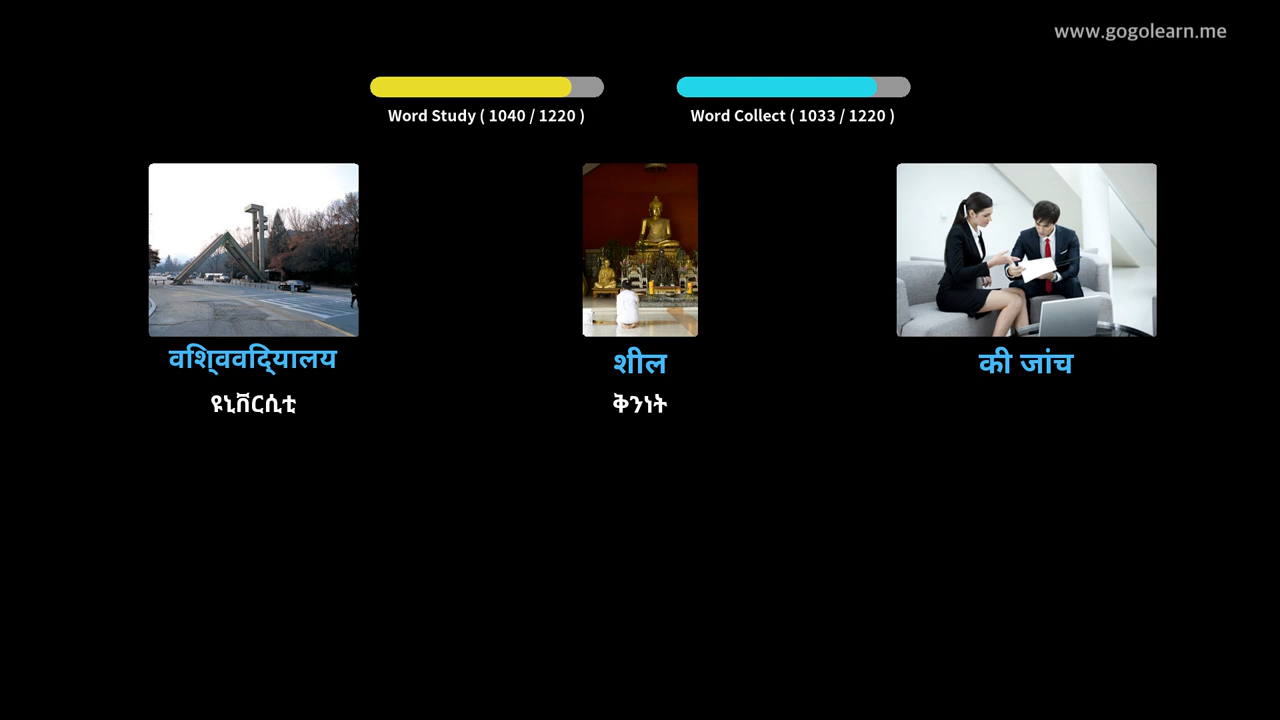 www.gogolearn.me
Word Study ( 1040 / 1220 )
Word Collect ( 1033 / 1220 )
वशि्ववदि्यालय
शील
की जांच
ዩኒቨርሲቲ
ቅንነት